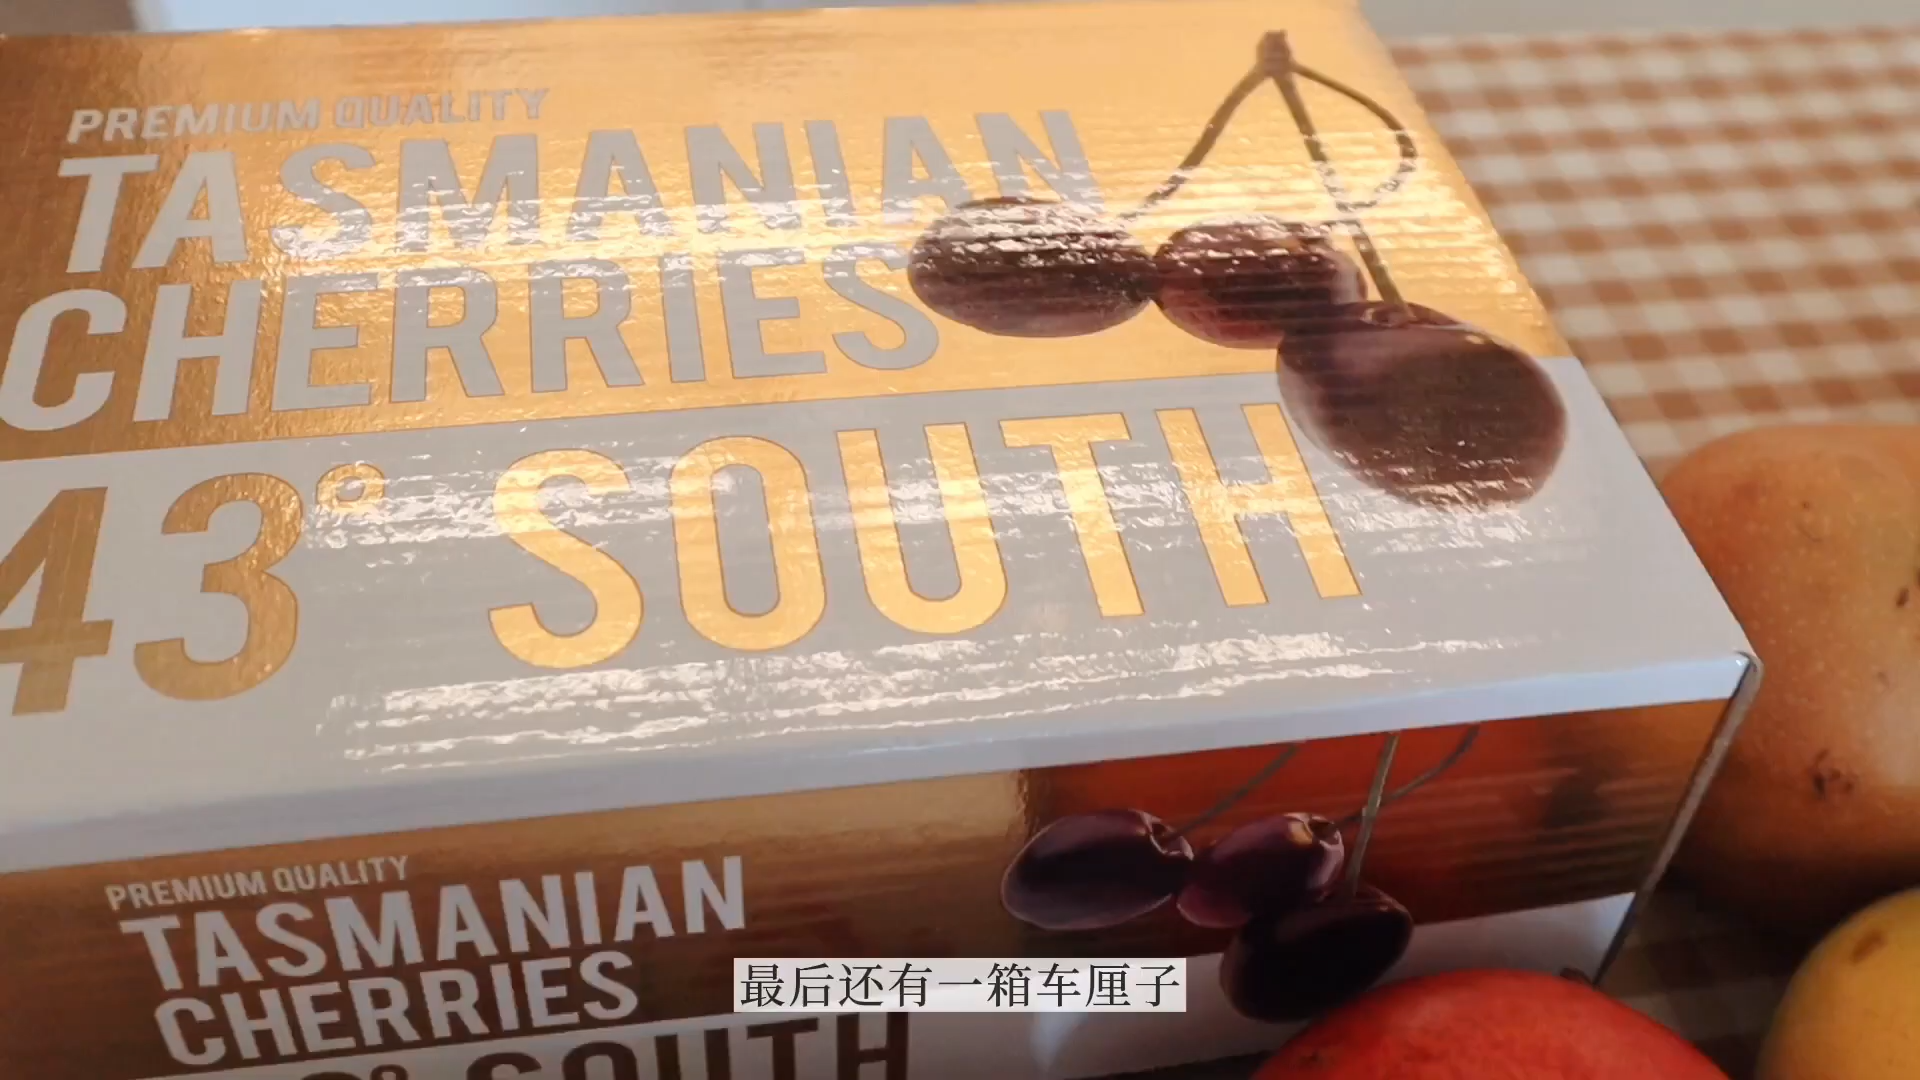 PREMIUM QUALITY
TASMANIAN
CHERRIES
43° SOUTH
PREMIUM QUALITY
TASMANIAN
CHERRIES
SOUTH
最后还有一箱车厘子